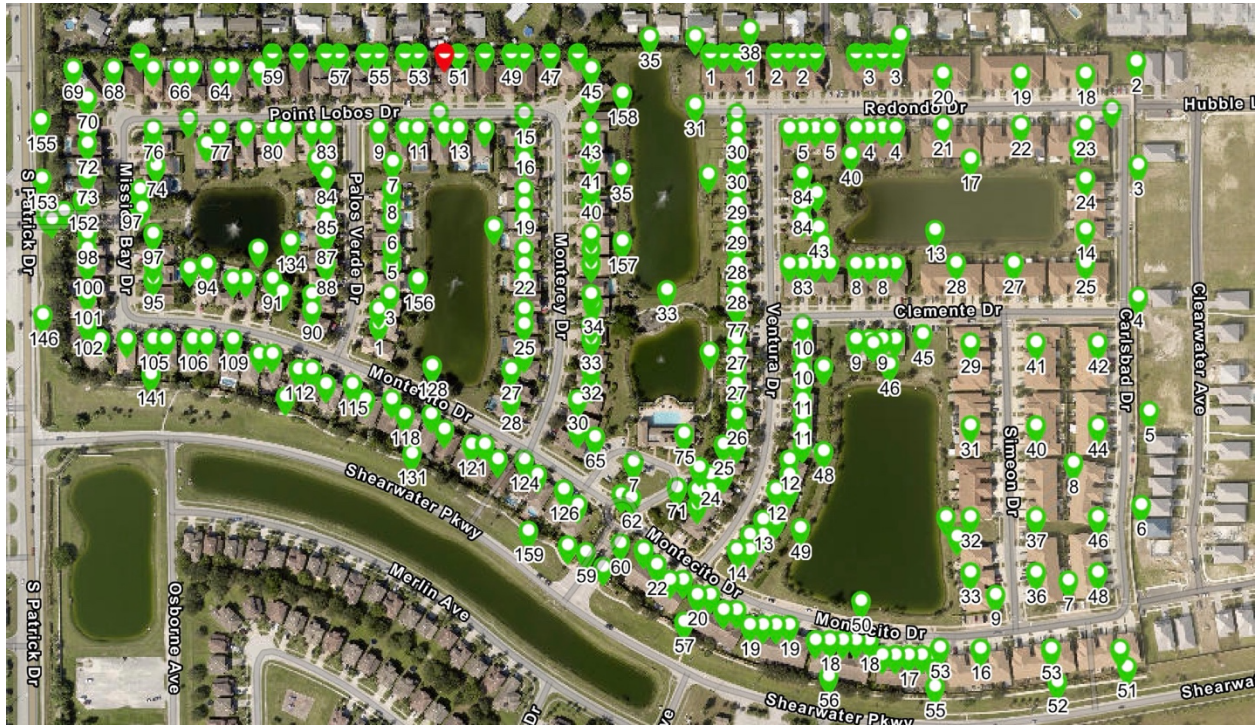 35
38
59 57 55 53 51 49 47 1 1 2 2 3 3 2
69 68 66 64 45 20 19 18
70 Point Lobos Dr 15 158 31 Redondo Dr Hubble L
155 76 77 80 83 9 11 13 43 30 5 5 4 4 21 22 23
72 16
S Patrick Dr Mission Bay Dr 74 Palos Verde Dr 7 41 35 30 40 17 3
153 73 84 24
152 97 8 19 40 29 84
98 97 134 85 6 Monterey Dr 157 29 43 13 14
100 94 87 5 22 28 83 8 8 28 27 25
95 91 88 156
101 90 3 34 33 28 Clemente Dr 4 Clearwater Ave
146 77 Ventura Dr Carlsbad Dr
102 105 106 109 1 25 33 27 10 9 9 45 29 41 42
141 112 115 128 27 32 27 10 46
Montecito Dr
118 28 30 26 11 11 31 Simeon Dr 40 44 5
65 75
131 121 124 7 25 12 48 8
Shearwater Pkwy
126 62 71 24 12 6
159 13 49 32 37 46
59 60 Montecito Dr 14
Merlin Ave
S Patrick Dr Osborne Ave 22 33 36 7 48
20 50 9
57 19 19 Montecito Dr
18 18 17 53 16 53
56 55 52 51
Dr Ave Shearwater Pkwy Shearwa